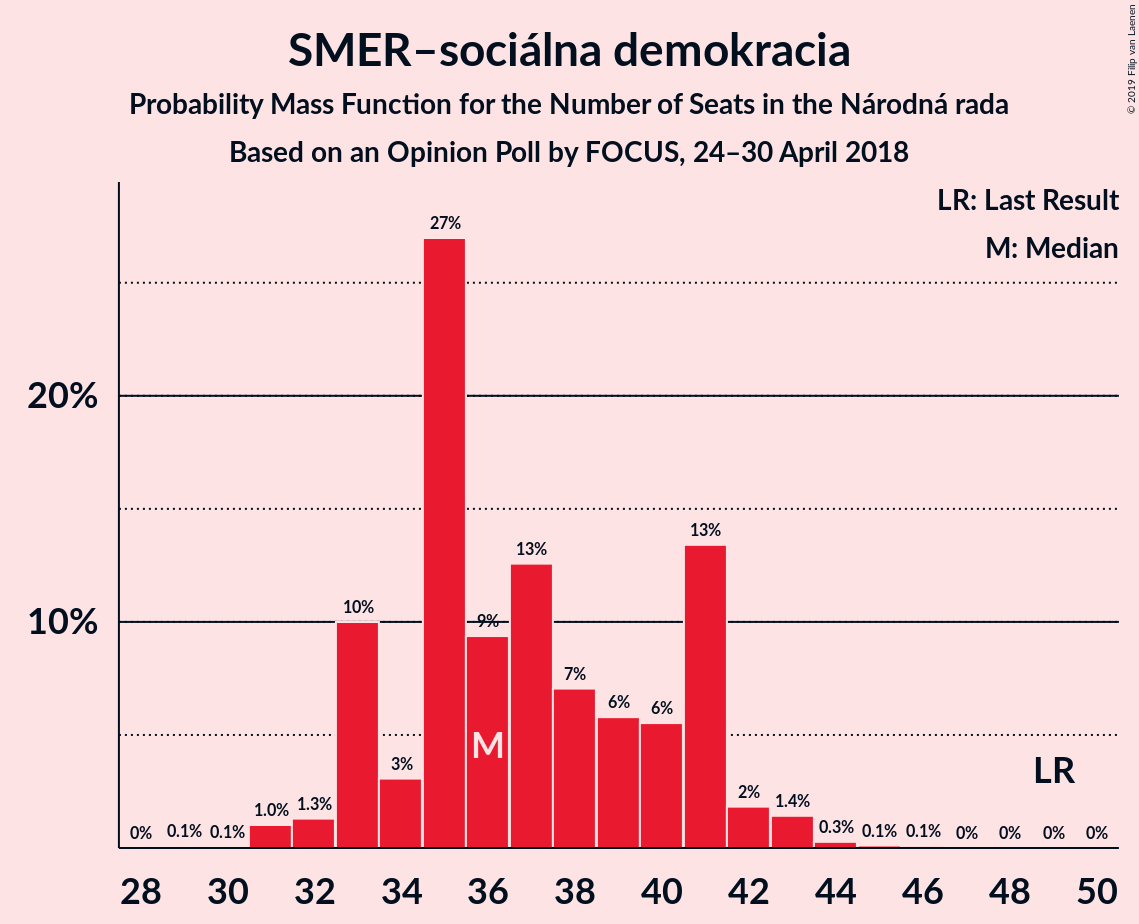 SMER–sociálna demokracia
Probability Mass Function for the Number of Seats in the Národná rada
Based on an Opinion Poll by FOCUS, 24–30 April 2018
© 2019 Filip van Laenen
LR: Last Result
M: Median
20%
10%
0%
0.1%
0.1%
1.0%
1.3%
10%
3%
27%
9%
13%
7%
6%
6%
13%
2%
1.4%
0.3%
0.1%
0.1%
0%
0%
0%
0%
M
LR
28 30 32 34 36 38 40 42 44 46 48 50